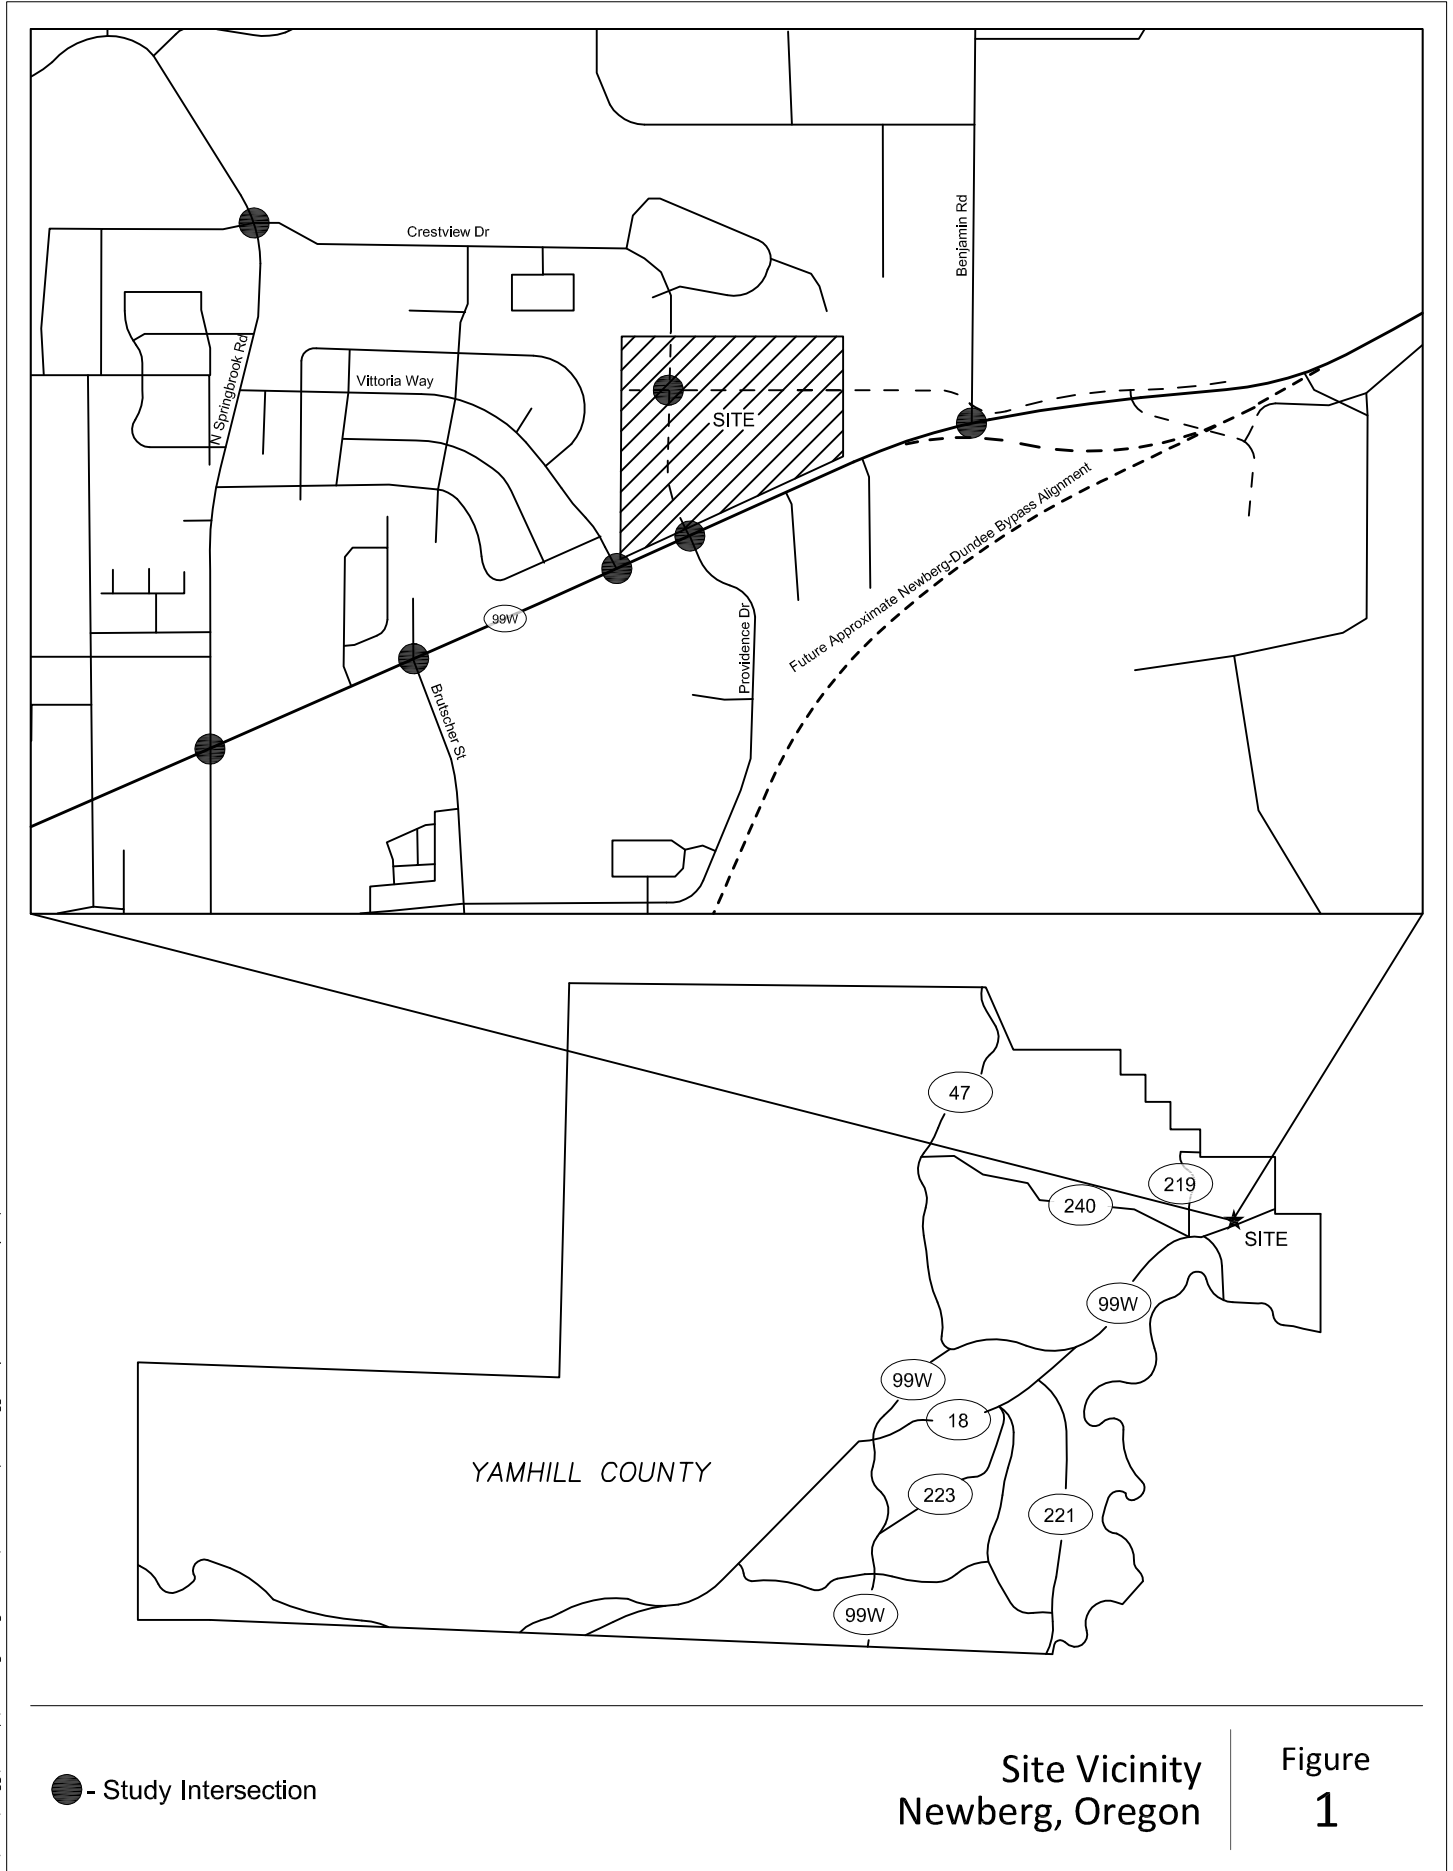 Crestview Dr
Benjamin Rd
N Springbrook Rd
Vittoria Way
SITE
Future Approximate Newberg-Dundee Bypass Alignment
99W
Providence Dr
Brutscher St
47
219
240
SITE
99W
99W
18
YAMHILL COUNTY
223
221
99W
- Study Intersection
Site Vicinity
Newberg, Oregon
Figure
1